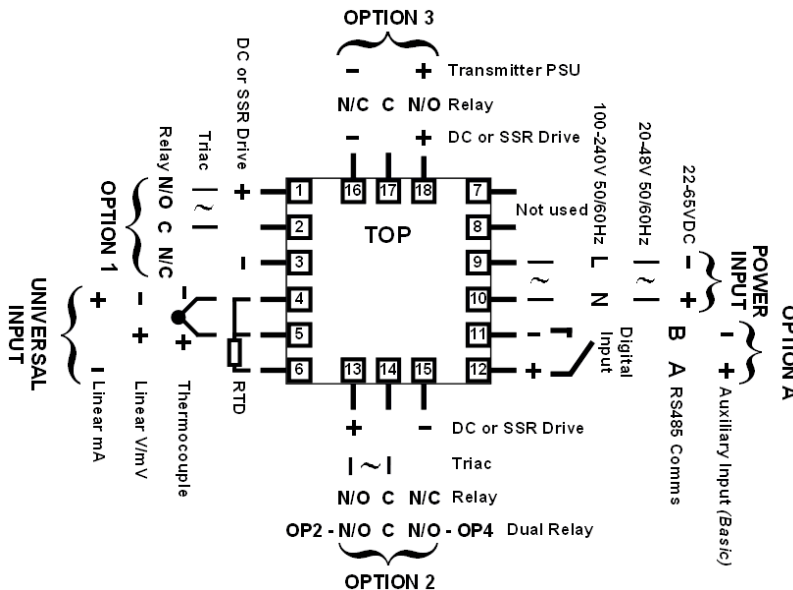 OPTION 3
- + Transmitter PSU
N/C C N/O Relay
- + DC or SSR Drive
16 17 18
TOP
1
2
3
4
5
6
7
8
9
10
11
12
13 14 15
Not used
DC or SSR Drive
+ -
Triac
| ~ |
Relay N/O C N/C
OPTION 1
UNIVERSAL
INPUT
RTD
Thermocouple
- +
Linear V/mV
- +
Linear mA
+ -
100-240V 50/60Hz L N
| ~ |
20-48V 50/60Hz | ~ |
22-65VDC - +
POWER
INPUT
OPTION A
Digital
Input
- +
B A RS485 Comms
- + Auxiliary Input (Basic)
+ - DC or SSR Drive
| ~ | Triac
N/O C N/C Relay
OP2 - N/O C N/O - OP4 Dual Relay
OPTION 2